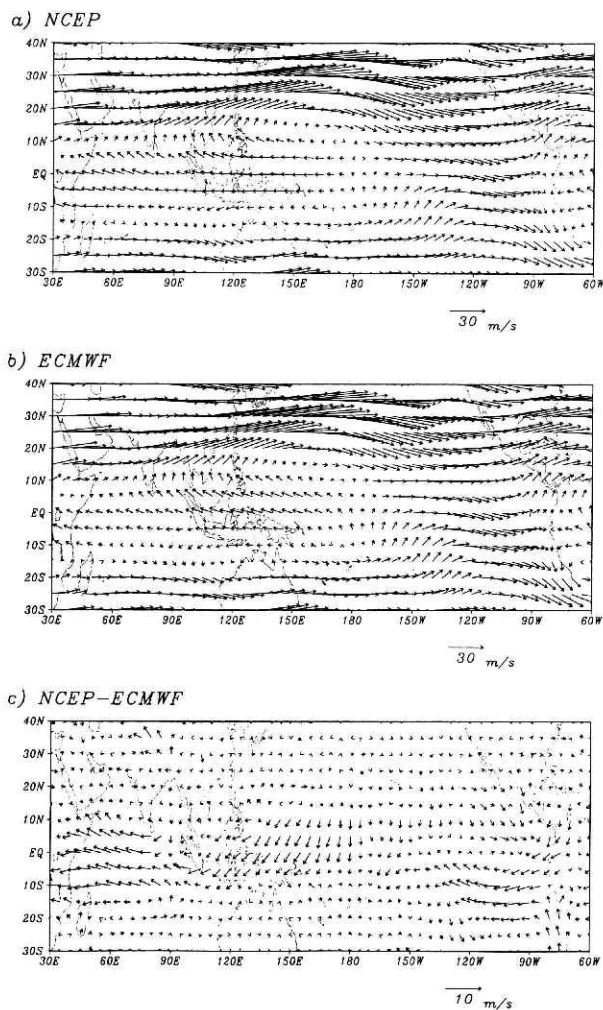 a) NCEP
40N
30N
20N
10N
EQ
10S
20S
30S
30E 60E 90E 120E 150E 180 150W 120W 90W 60W
30 m/s
b) ECMWF
40N
30N
20N
10N
EQ
10S
20S
30S
30E 60E 90E 120E 150E 180 150W 120W 90W 60W
30 m/s
c) NCEP-ECMWF
40N
30N
20N
10N
EQ
10S
20S
30S
30E 60E 90E 120E 150E 180 150W 120W 90W 60W
10 m/s